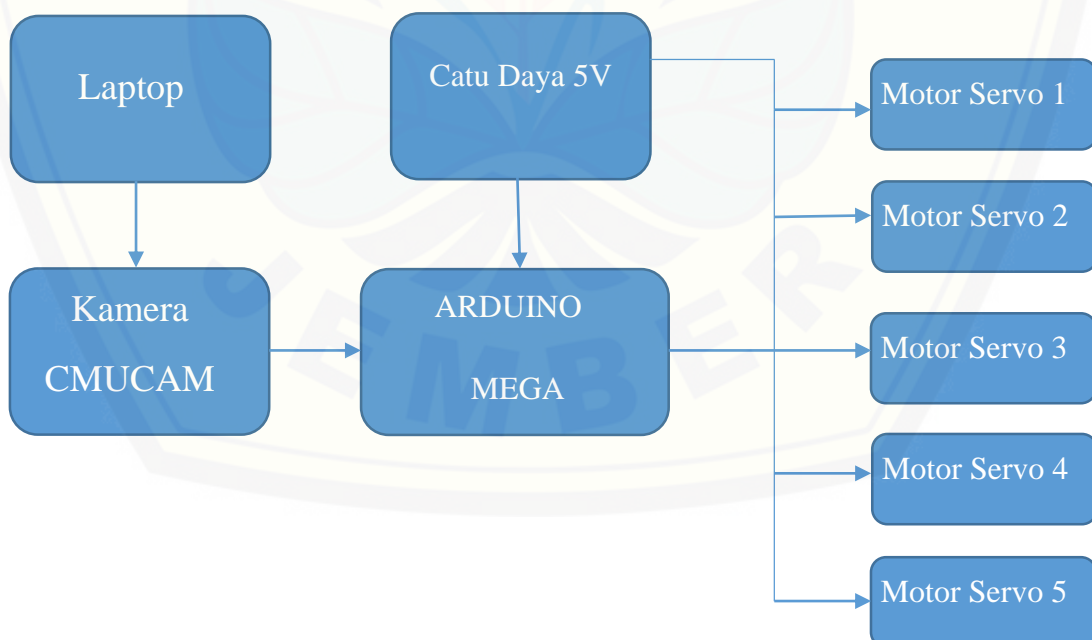 Laptop
Catu Daya 5V
Motor Servo 1
Motor Servo 2
Kamera
CMUCAM
ARDUINO
MEGA
Motor Servo 3
Motor Servo 4
Motor Servo 5
JEMBER